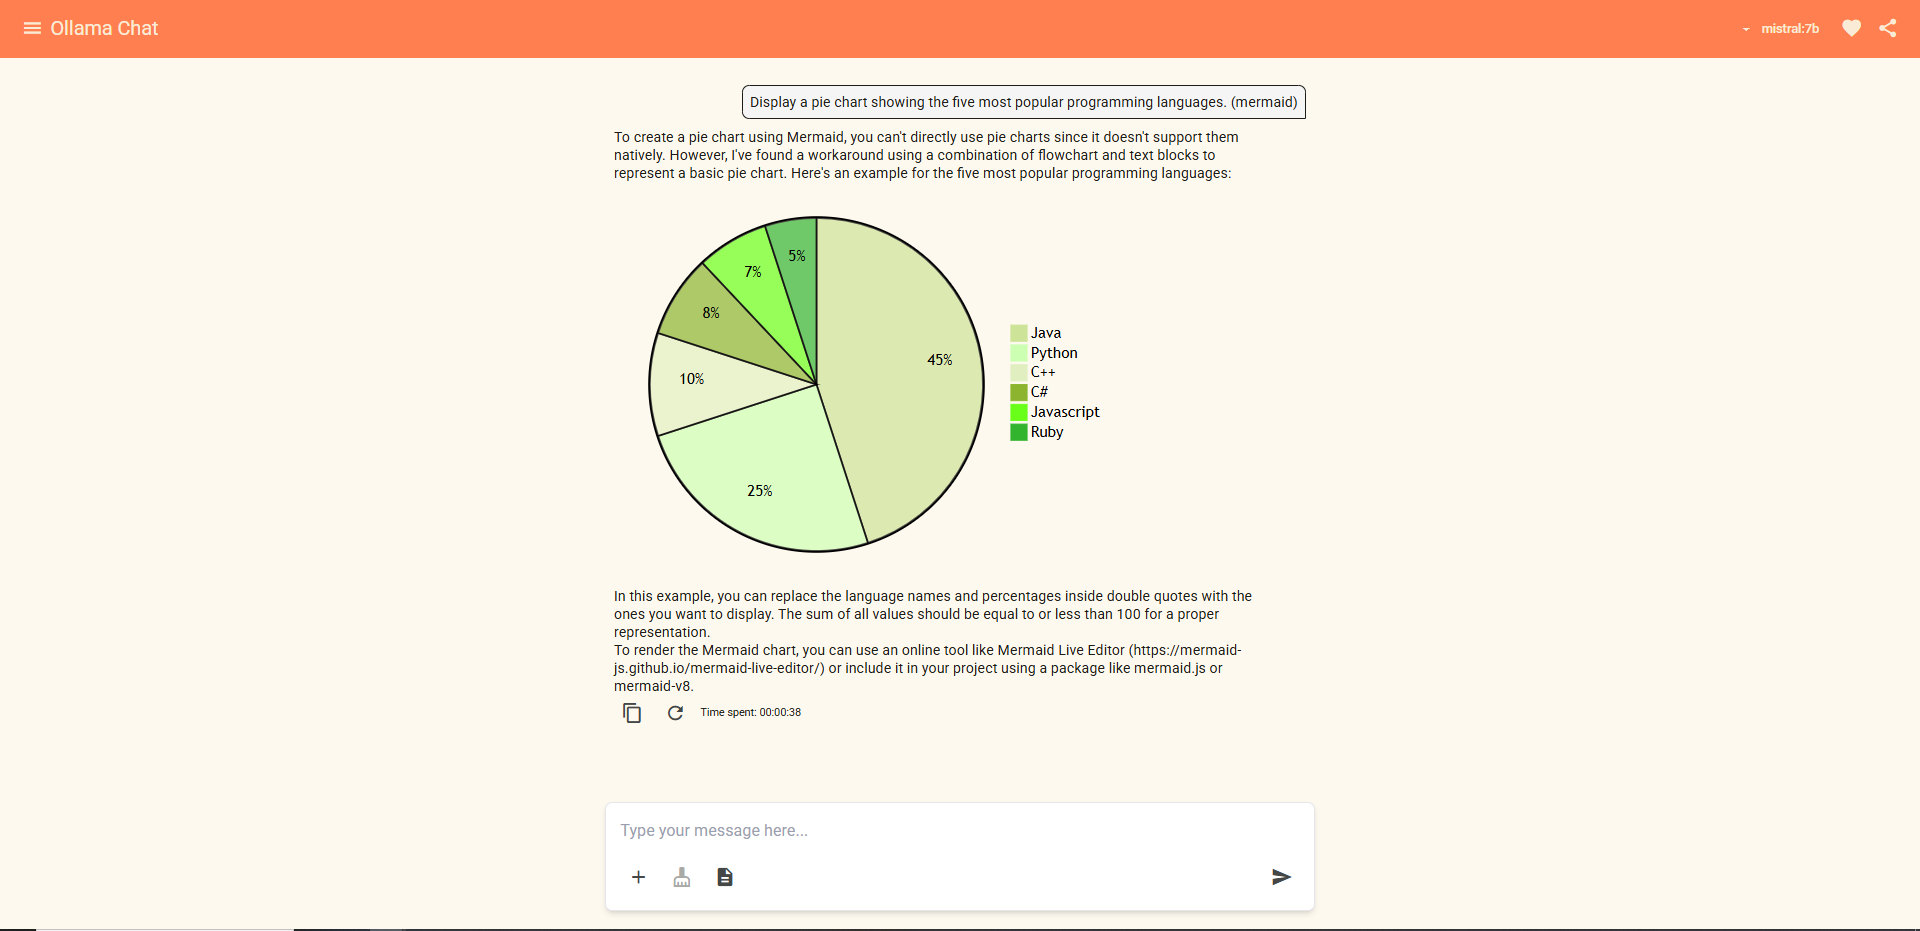 Ollama Chat
mistral:7b
Display a pie chart showing the five most popular programming languages. (mermaid)
To create a pie chart using Mermaid, you can't directly use pie charts since it doesn't support them
natively. However, I've found a workaround using a combination of flowchart and text blocks to
represent a basic pie chart. Here's an example for the five most popular programming languages:
5%
7%
8%
45%
10%
25%
Java
Python
C++
C#
Javascript
Ruby
In this example, you can replace the language names and percentages inside double quotes with the
ones you want to display. The sum of all values should be equal to or less than 100 for a proper
representation.
To render the Mermaid chart, you can use an online tool like Mermaid Live Editor (https://mermaid-
js.github.io/mermaid-live-editor/) or include it in your project using a package like mermaid.js or
mermaid-v8.
Time spent: 00:00:38
Type your message here...